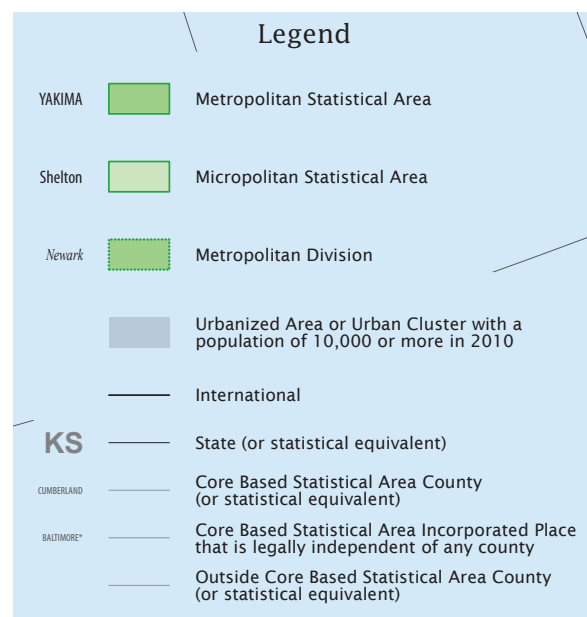 Legend
YAKIMA Metropolitan Statistical Area
Shelton Micropolitan Statistical Area
Newark Metropolitan Division
Urbanized Area or Urban Cluster with a
population of 10,000 or more in 2010
International
KS State (or statistical equivalent)
CUMBERLAND Core Based Statistical Area County
(or statistical equivalent)
BALTIMORE* Core Based Statistical Area Incorporated Place
that is legally independent of any county
Outside Core Based Statistical Area County
(or statistical equivalent)